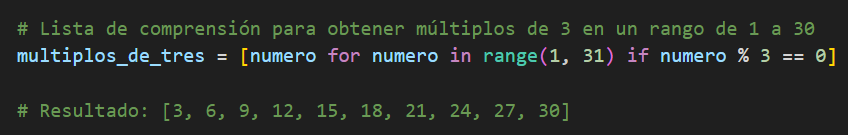 # Lista de comprensión para obtener múltiplos de 3 en un rango de 1 a 30
multiplos_de_tres = [numero for numero in range(1, 31) if numero % 3 == 0]
# Resultado: [3, 6, 9, 12, 15, 18, 21, 24, 27, 30]